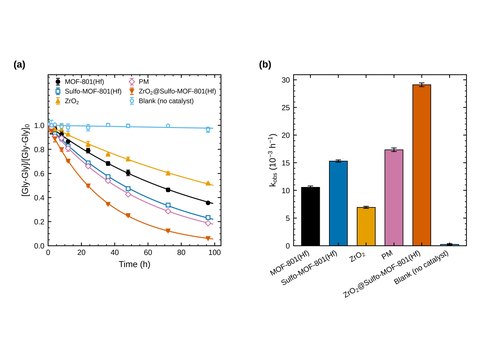 (a)
MOF-801(Hf)
Sulfo-MOF-801(Hf)
ZrO₂
PM
ZrO₂@Sulfo-MOF-801(Hf)
Blank (no catalyst)
[Gly-Gly]/[Gly-Gly]₀
1.0
0.8
0.6
0.4
0.2
0.0
0 20 40 60 80 100
Time (h)
(b)
k_obs (10⁻³ h⁻¹)
30
25
20
15
10
5
0
MOF-801(Hf)
Sulfo-MOF-801(Hf)
ZrO₂
PM
ZrO₂@Sulfo-MOF-801(Hf)
Blank (no catalyst)